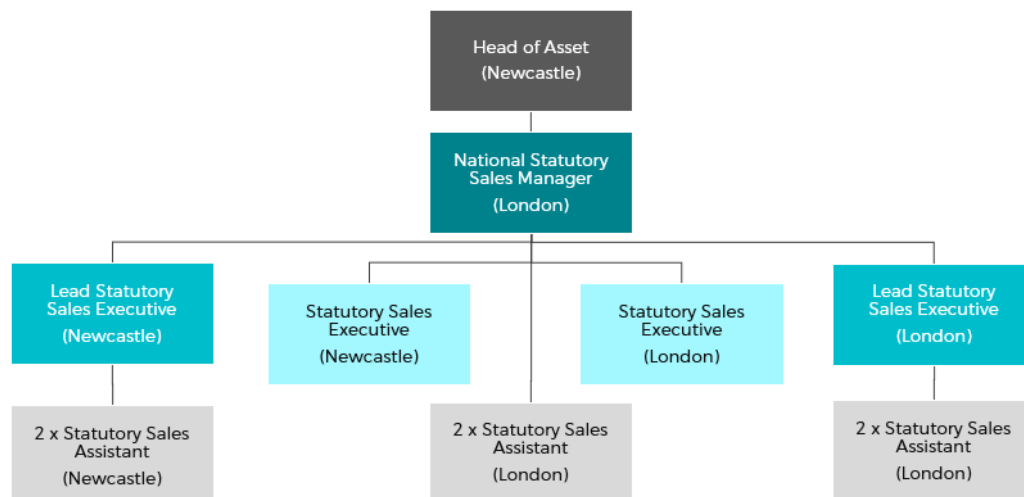 Head of Asset
(Newcastle)
National Statutory
Sales Manager
(London)
Lead Statutory
Sales Executive
(Newcastle)
Statutory Sales
Executive
(Newcastle)
Statutory Sales
Executive
(London)
Lead Statutory
Sales Executive
(London)
2 x Statutory Sales
Assistant
(Newcastle)
2 x Statutory Sales
Assistant
(London)
2 x Statutory Sales
Assistant
(London)